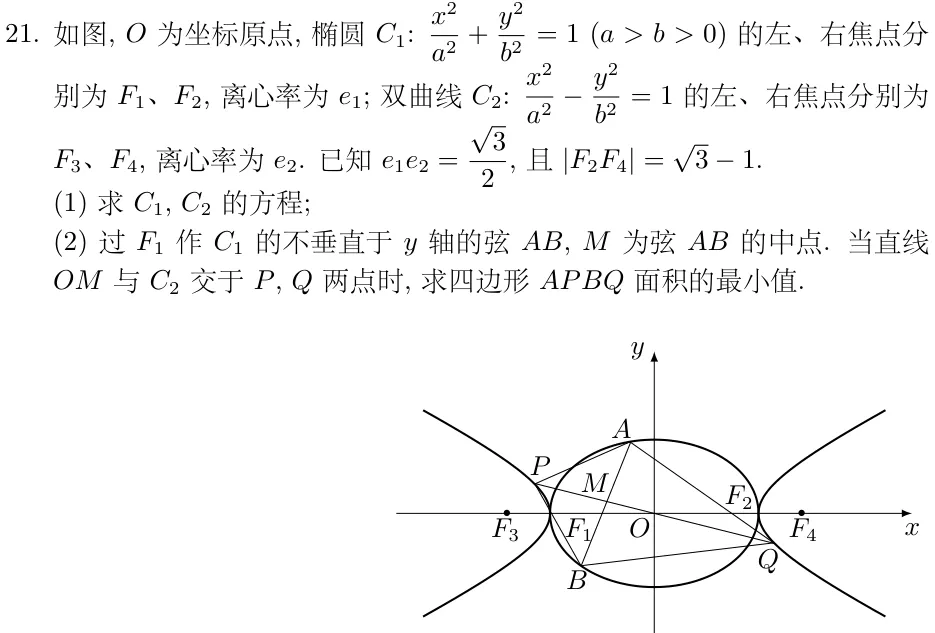 21. 如图, O 为坐标原点, 椭圆 C₁: x²/a² + y²/b² = 1 (a > b > 0) 的左、右焦点分
别为 F₁、F₂, 离心率为 e₁; 双曲线 C₂: x²/a² − y²/b² = 1 的左、右焦点分别为
F₃、F₄, 离心率为 e₂. 已知 e₁e₂ = √3/2, 且 |F₂F₄| = √3 − 1.
(1) 求 C₁, C₂ 的方程;
(2) 过 F₁ 作 C₁ 的不垂直于 y 轴的弦 AB, M 为弦 AB 的中点. 当直线
OM 与 C₂ 交于 P, Q 两点时, 求四边形 APBQ 面积的最小值.
y
A
P
M
F₂
F₃
F₁
O
F₄
x
Q
B